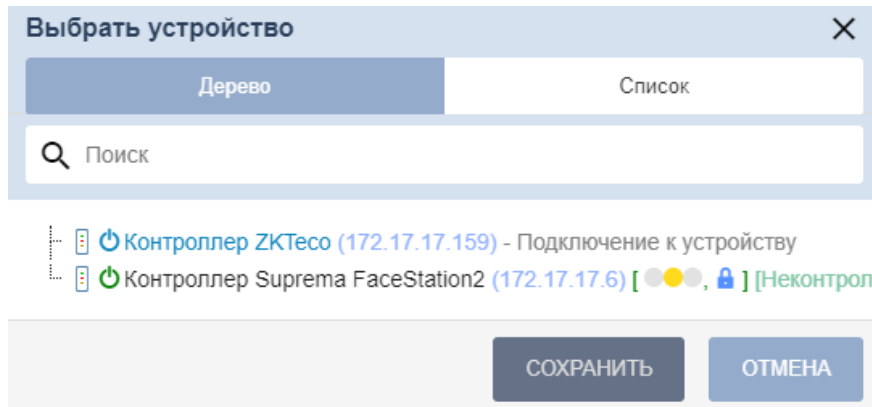 Выбрать устройство
Дерево
Список
Поиск
Контроллер ZKTeco (172.17.17.159) - Подключение к устройству
Контроллер Suprema FaceStation2 (172.17.17.6) [ , ] [Неконтрол
СОХРАНИТЬ
ОТМЕНА